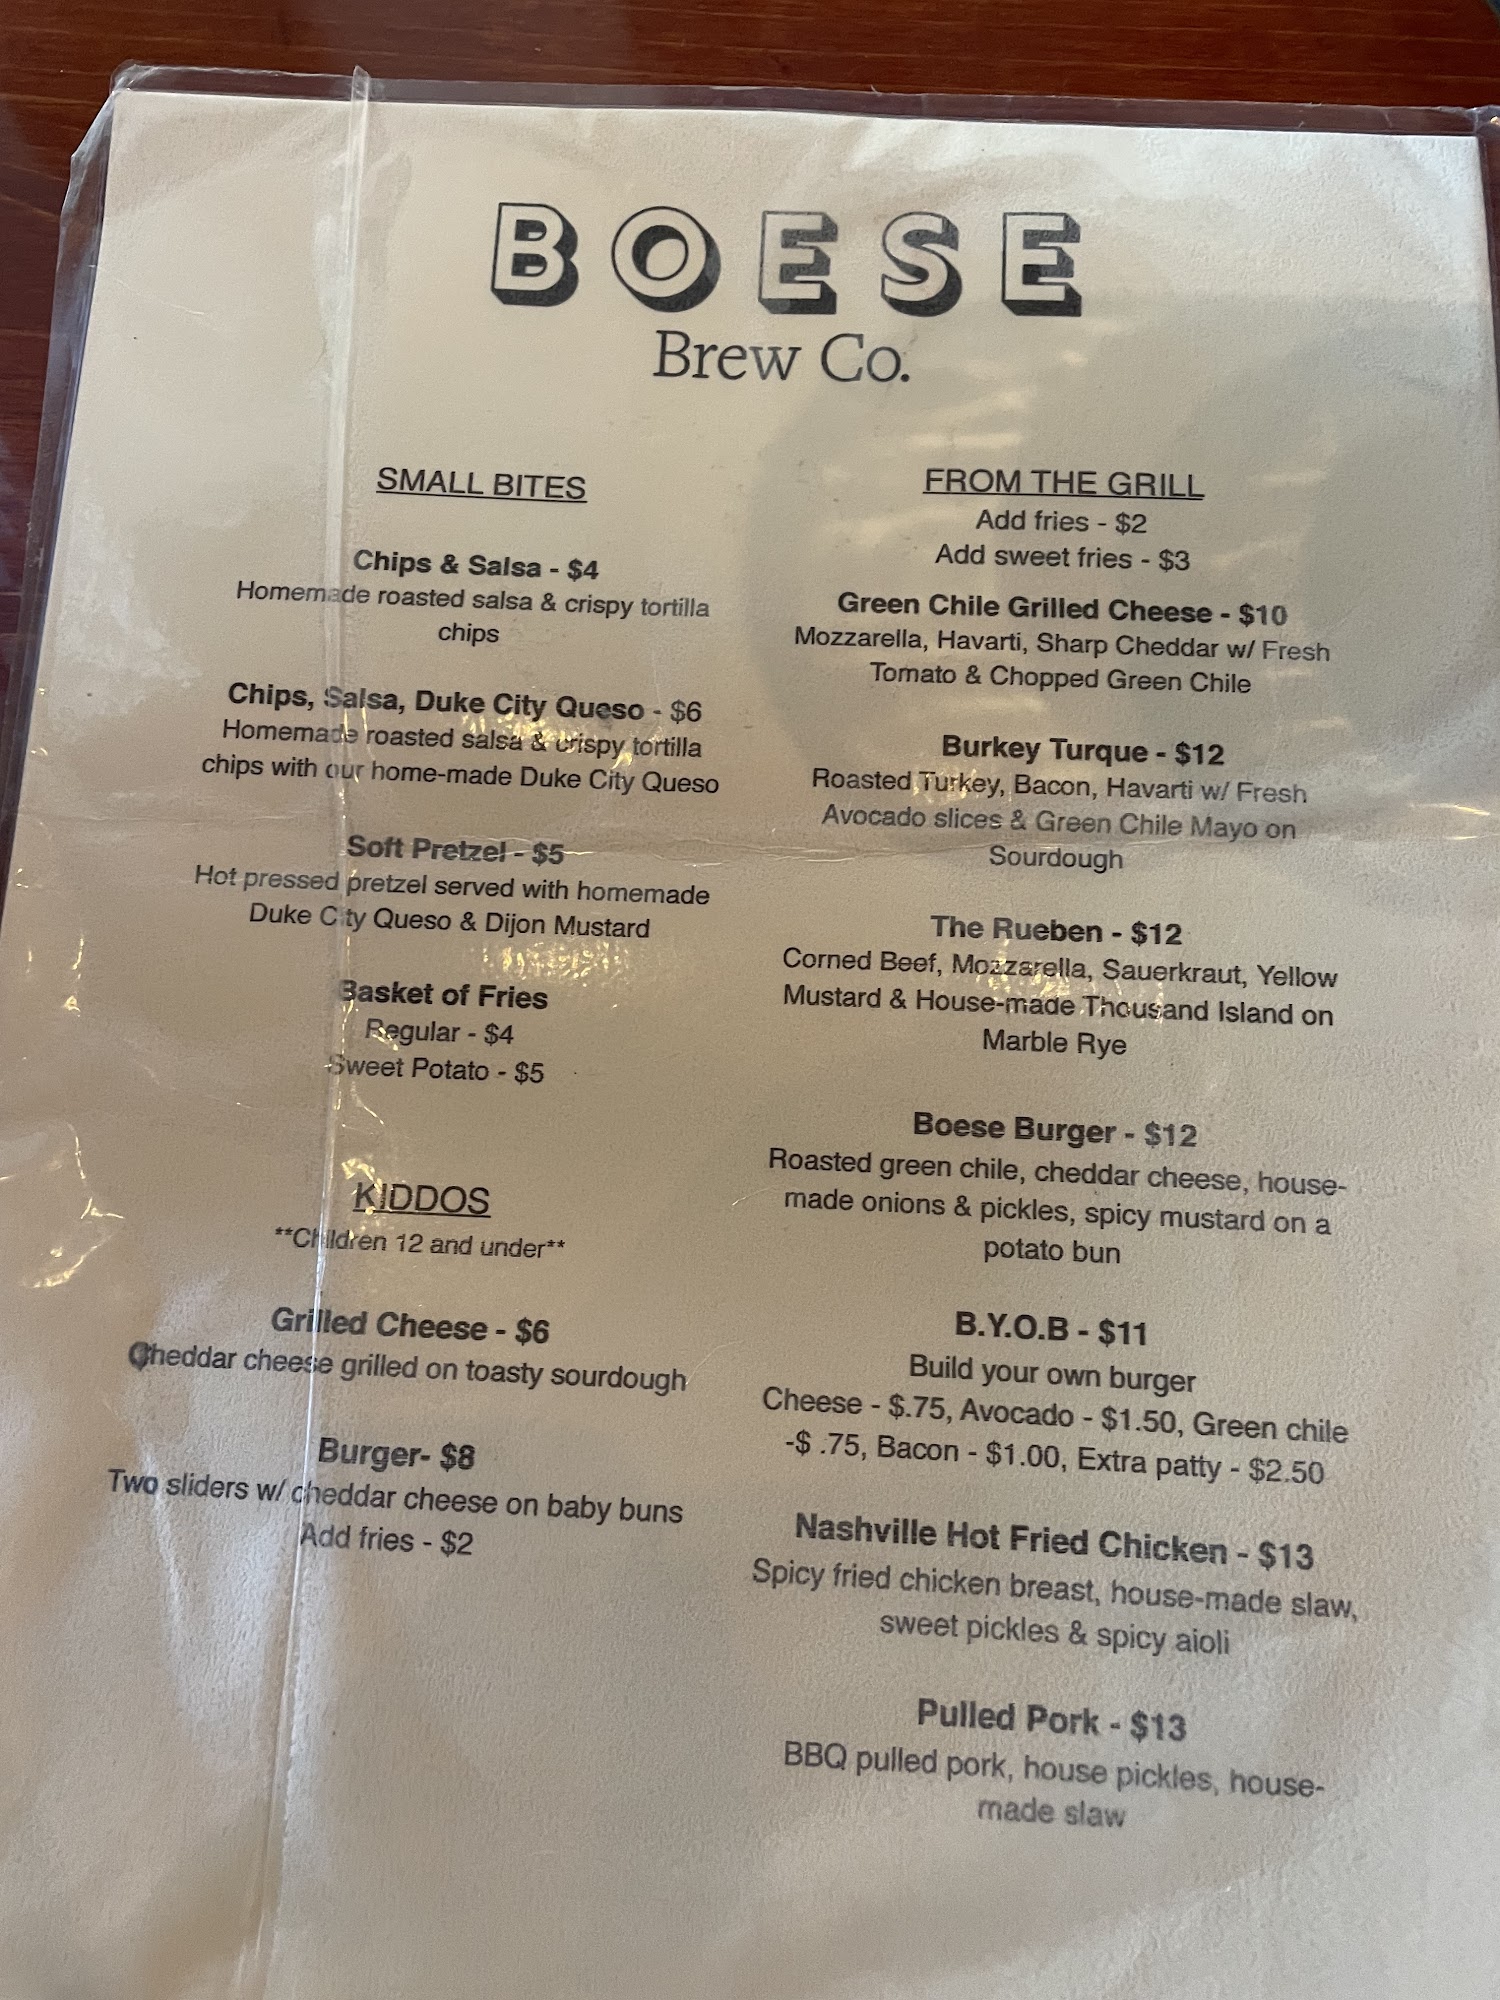 BOESE
Brew Co.
SMALL BITES
Chips & Salsa - $4
Homemade roasted salsa & crispy tortilla
chips
Chips, Salsa, Duke City Queso - $6
Homemade roasted salsa & crispy tortilla
chips with our home-made Duke City Queso
Soft Pretzel - $5
Hot pressed pretzel served with homemade
Duke City Queso & Dijon Mustard
Basket of Fries
Regular - $4
Sweet Potato - $5
KIDDOS
**Children 12 and under**
Grilled Cheese - $6
Cheddar cheese grilled on toasty sourdough
Burger- $8
Two sliders w/ cheddar cheese on baby buns
Add fries - $2
FROM THE GRILL
Add fries - $2
Add sweet fries - $3
Green Chile Grilled Cheese - $10
Mozzarella, Havarti, Sharp Cheddar w/ Fresh
Tomato & Chopped Green Chile
Burkey Turque - $12
Roasted Turkey, Bacon, Havarti w/ Fresh
Avocado slices & Green Chile Mayo on
Sourdough
The Rueben - $12
Corned Beef, Mozzarella, Sauerkraut, Yellow
Mustard & House-made Thousand Island on
Marble Rye
Boese Burger - $12
Roasted green chile, cheddar cheese, house-
made onions & pickles, spicy mustard on a
potato bun
B.Y.O.B - $11
Build your own burger
Cheese - $.75, Avocado - $1.50, Green chile
-$ .75, Bacon - $1.00, Extra patty - $2.50
Nashville Hot Fried Chicken - $13
Spicy fried chicken breast, house-made slaw,
sweet pickles & spicy aioli
Pulled Pork - $13
BBQ pulled pork, house pickles, house-
made slaw